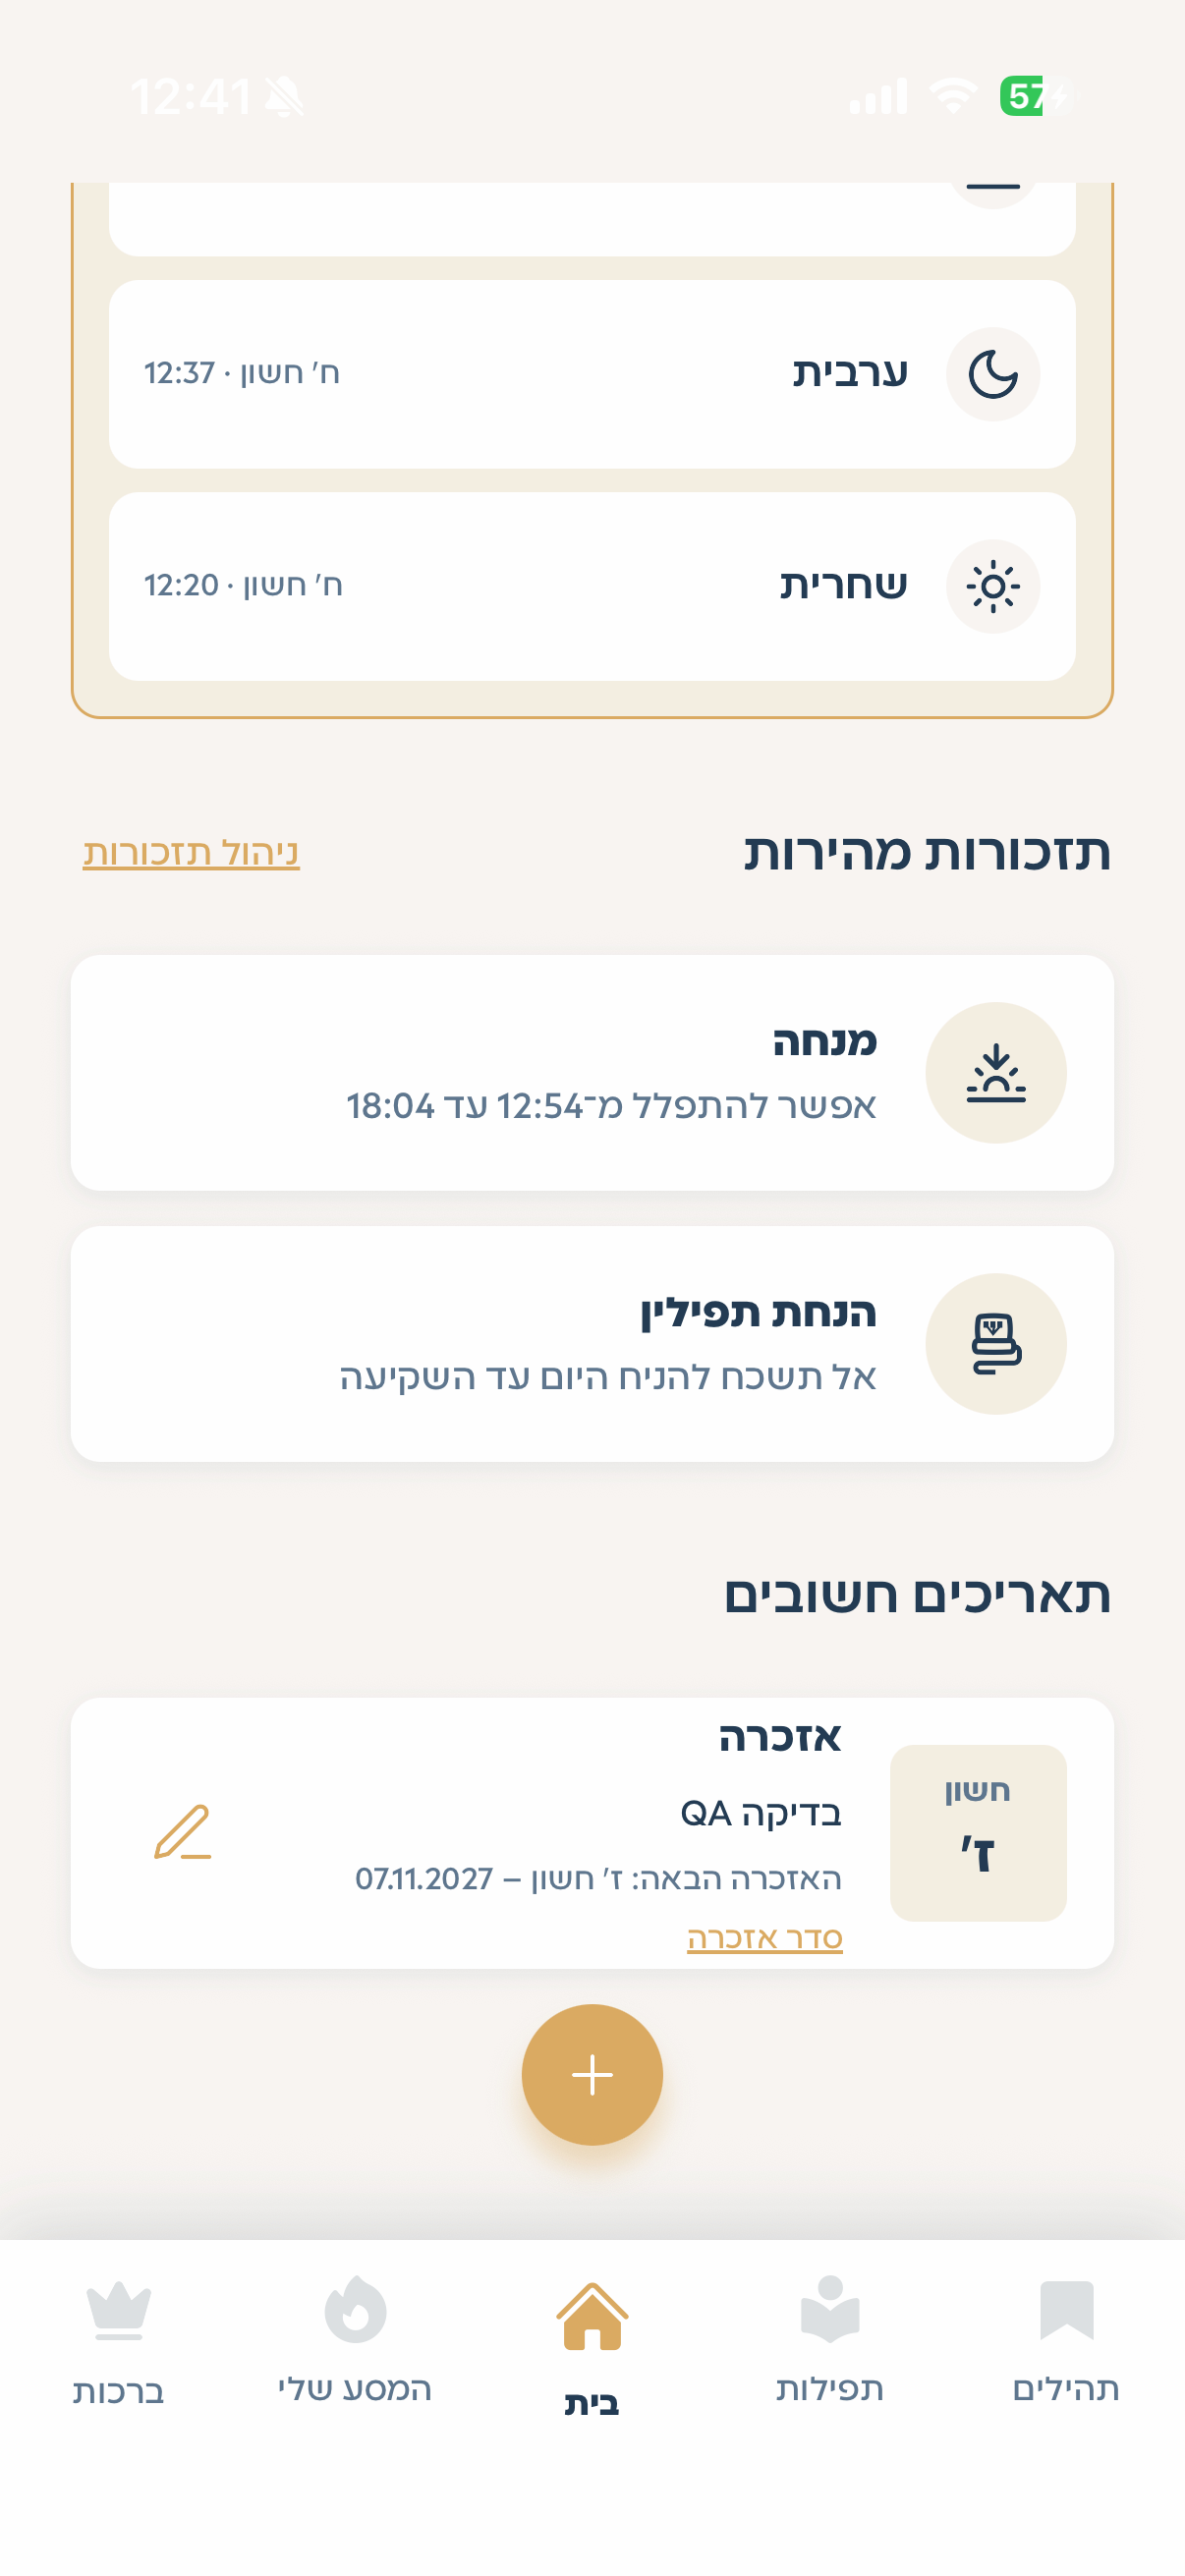 12:41
57
ערבית
ח' חשון · 12:37
שחרית
ח' חשון · 12:20
תזכורות מהירות
ניהול תזכורות
מנחה
אפשר להתפלל מ־12:54 עד 18:04
הנחת תפילין
אל תשכח להניח היום עד השקיעה
תאריכים חשובים
חשון
ז'
אזכרה
בדיקה QA
האזכרה הבאה: ז' חשון – 07.11.2027
סדר אזכרה
תהילים
תפילות
בית
המסע שלי
ברכות